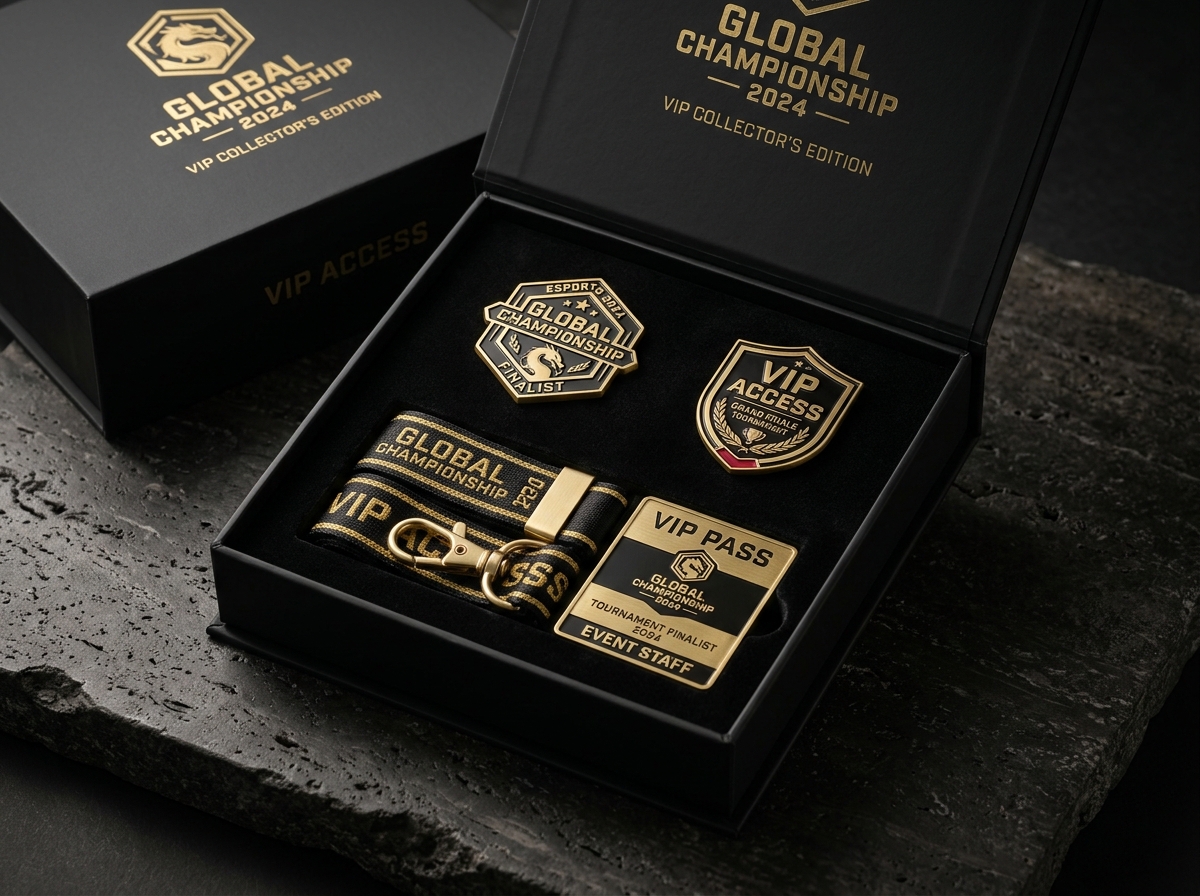 GLOBAL
CHAMPIONSHIP
2024
VIP COLLECTOR'S EDITION
VIP ACCESS
GLOBAL
CHAMPIONSHIP
2024
VIP COLLECTOR'S EDITION
GLOBAL
CHAMPIONSHIP
FINALIST
VIP
ACCESS
GLOBAL
CHAMPIONSHIP
VIP
VIP PASS
GLOBAL
TOURNAMENT FINALIST
2094
EVENT STAFF